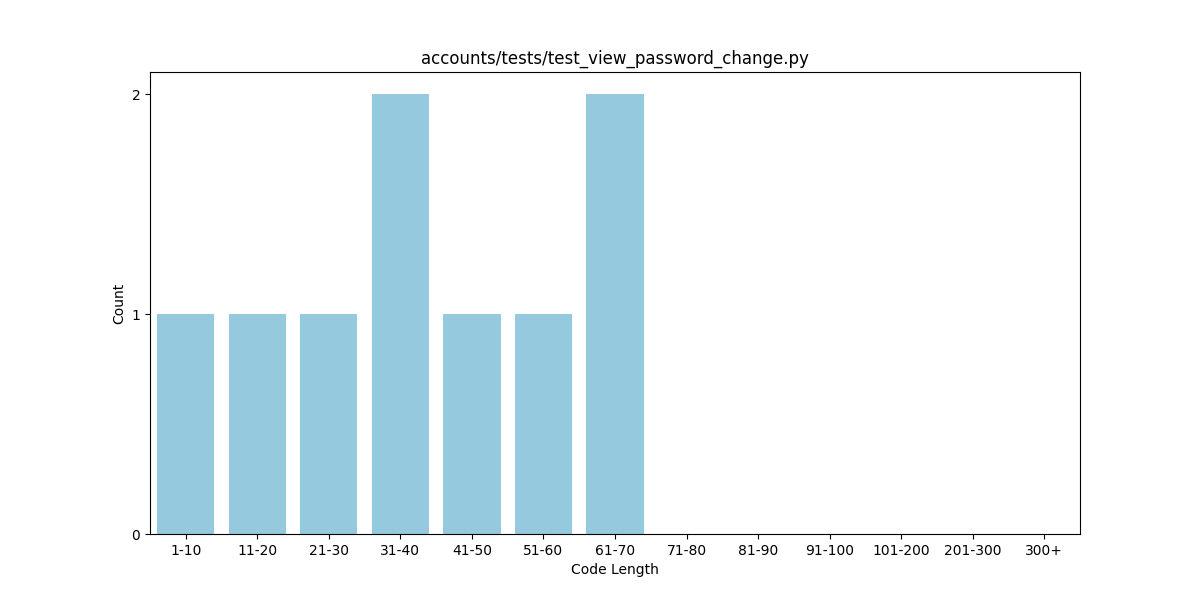 accounts/tests/test_view_password_change.py
2
1
0
Count
1-10 11-20 21-30 31-40 41-50 51-60 61-70 71-80 81-90 91-100 101-200 201-300 300+
Code Length